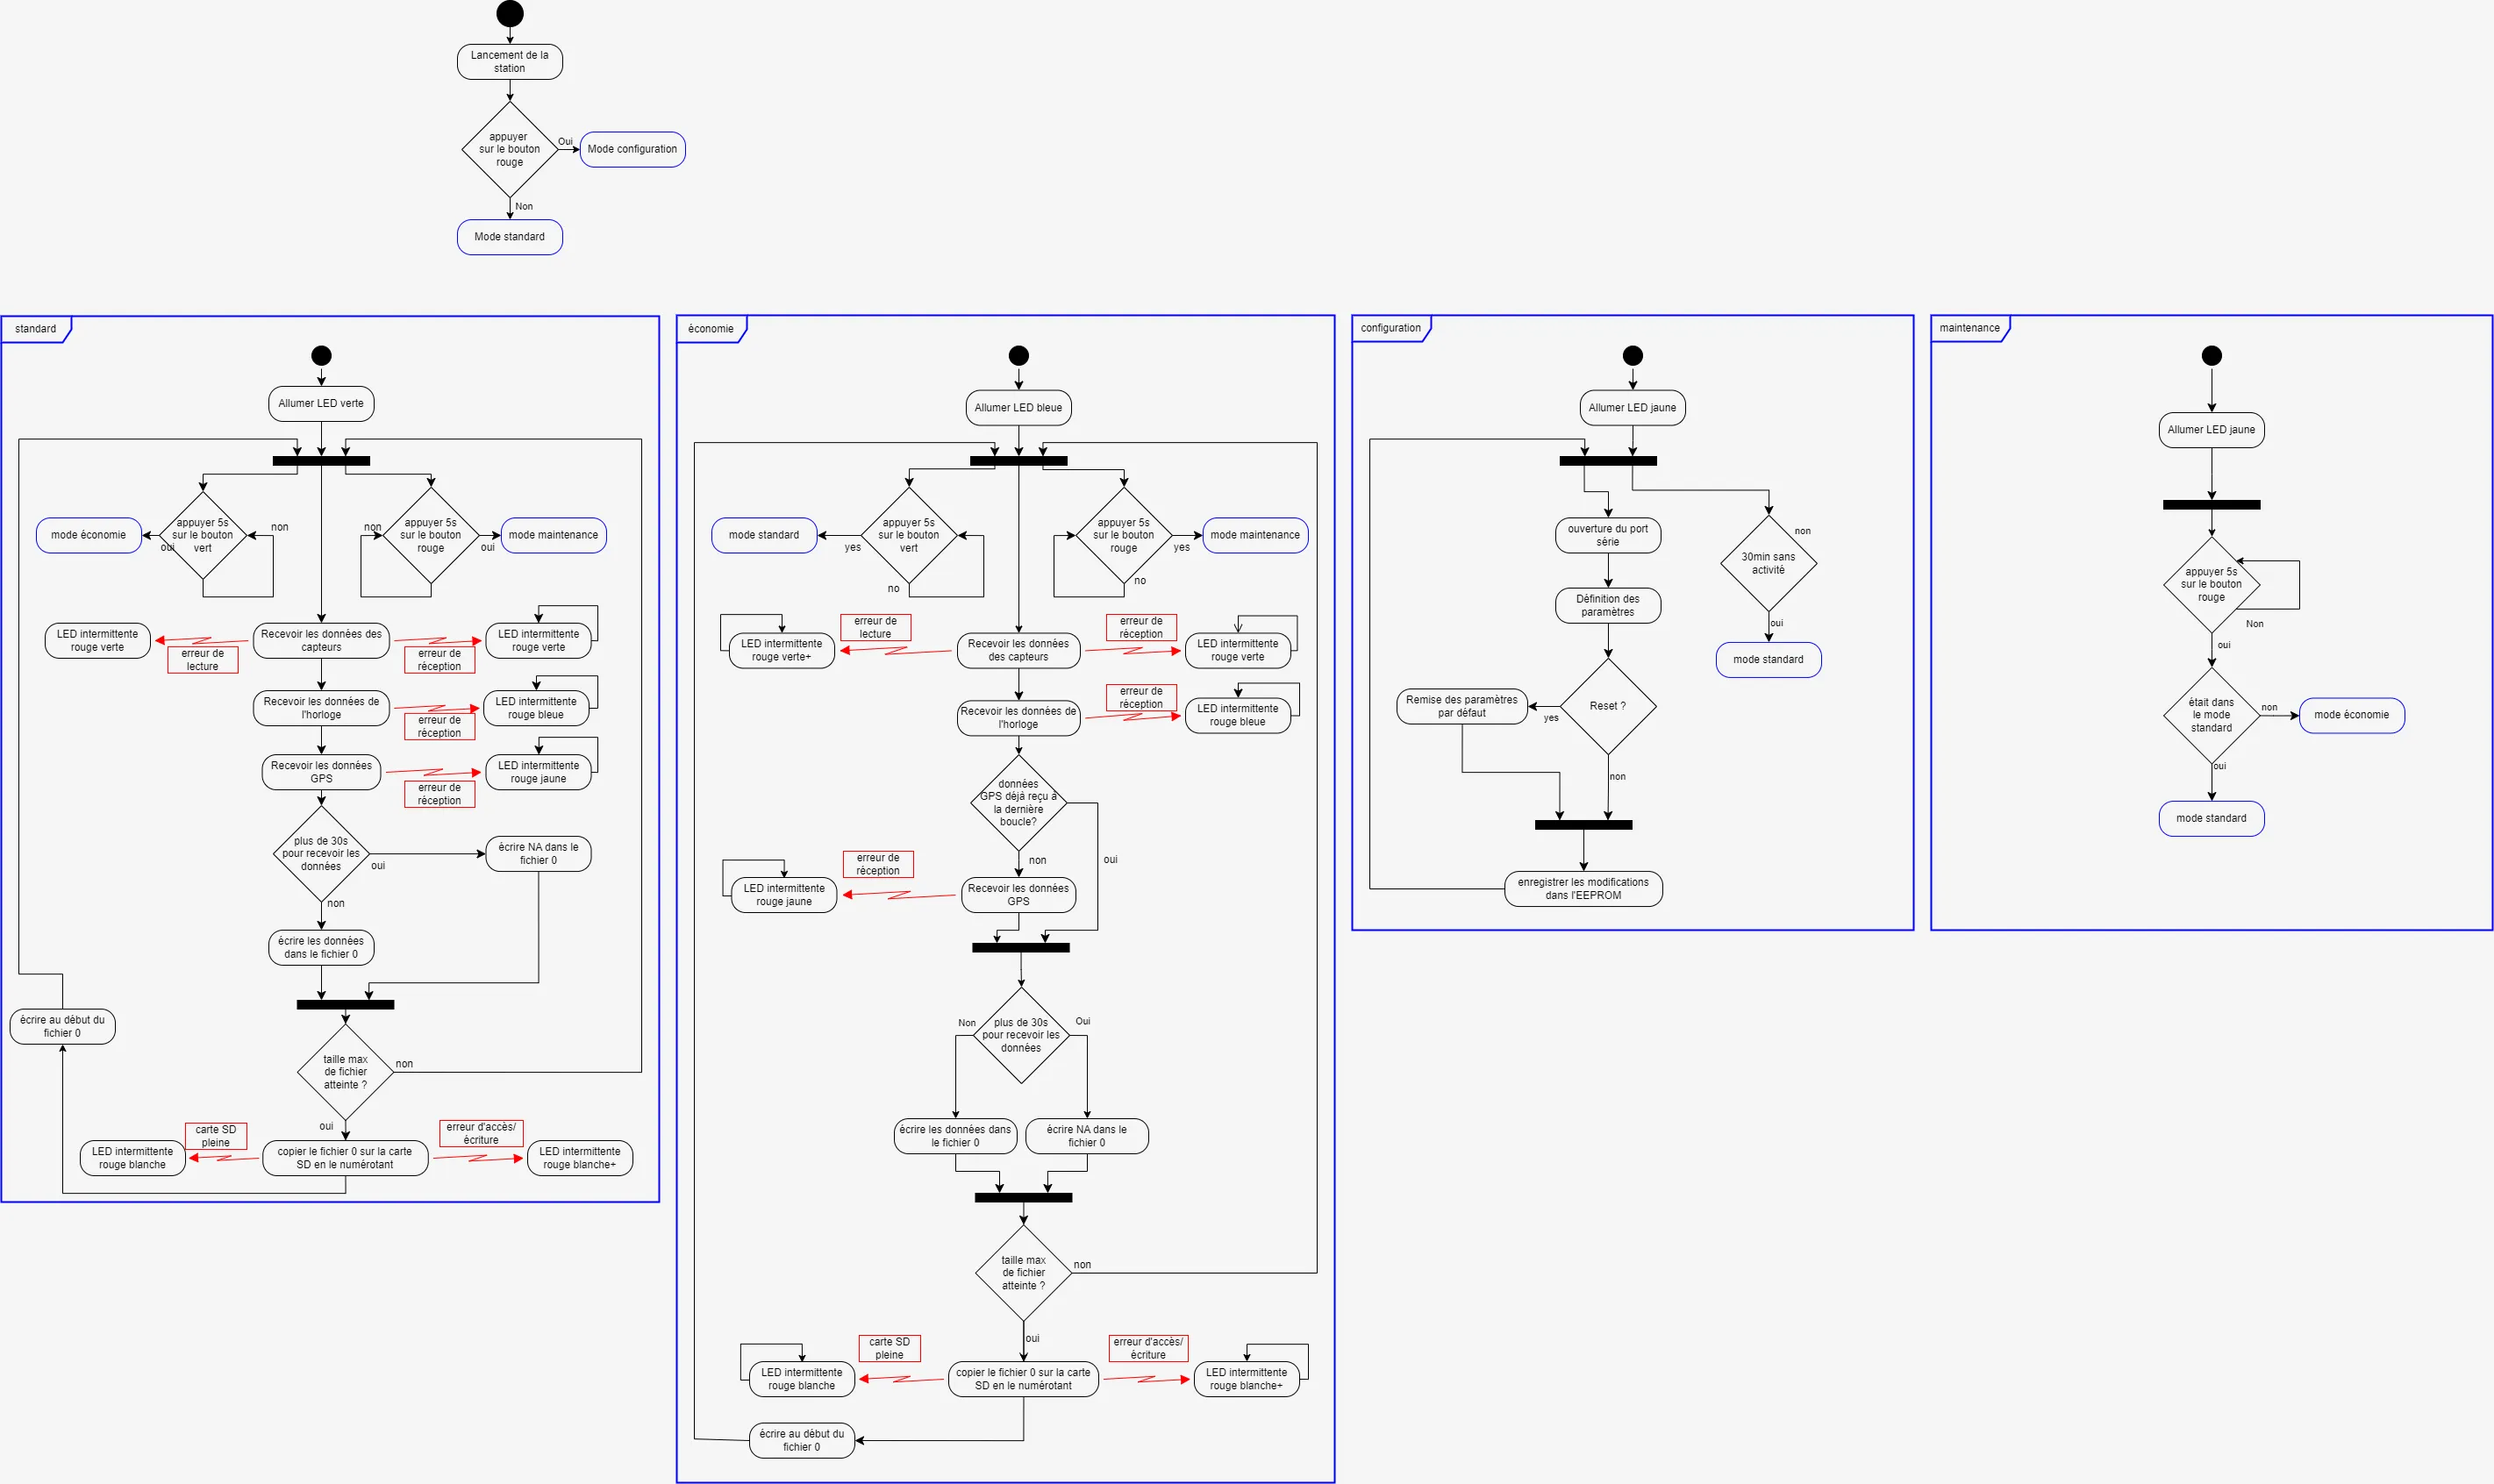 Lancement de la
station
appuyer
sur le bouton
rouge
Oui
Mode configuration
Non
Mode standard
standard
Allumer LED verte
appuyer 5s
sur le bouton
vert
non
oui
mode économie
appuyer 5s
sur le bouton
rouge
non
oui
mode maintenance
LED intermittente
rouge verte
erreur de
lecture
Recevoir les données des
capteurs
erreur de
réception
LED intermittente
rouge verte
Recevoir les données de
l'horloge
erreur de
réception
LED intermittente
rouge bleue
Recevoir les données
GPS
erreur de
réception
LED intermittente
rouge jaune
plus de 30s
pour recevoir les
données
oui
écrire NA dans le
fichier 0
non
écrire les données
dans le fichier 0
écrire au début du
fichier 0
taille max
de fichier
atteinte ?
non
oui
carte SD
pleine
LED intermittente
rouge blanche
copier le fichier 0 sur la carte
SD en le numérotant
erreur d'accès/
écriture
LED intermittente
rouge blanche+
économie
Allumer LED bleue
mode standard
yes
appuyer 5s
sur le bouton
vert
no
appuyer 5s
sur le bouton
rouge
yes
no
mode maintenance
erreur de
lecture
LED intermittente
rouge verte+
Recevoir les données
des capteurs
erreur de
réception
LED intermittente
rouge verte
Recevoir les données de
l'horloge
erreur de
réception
LED intermittente
rouge bleue
données
GPS déjà reçu à
la dernière
boucle?
non
oui
erreur de
réception
LED intermittente
rouge jaune
Recevoir les données
GPS
Non
plus de 30s
pour recevoir les
données
Oui
écrire les données dans
le fichier 0
écrire NA dans le
fichier 0
taille max
de fichier
atteinte ?
non
oui
carte SD
pleine
LED intermittente
rouge blanche
copier le fichier 0 sur la carte
SD en le numérotant
erreur d'accès/
écriture
LED intermittente
rouge blanche+
écrire au début du
fichier 0
configuration
Allumer LED jaune
ouverture du port
série
30min sans
activité
non
oui
mode standard
Définition des
paramètres
Reset ?
yes
Remise des paramètres
par défaut
non
enregistrer les modifications
dans l'EEPROM
maintenance
Allumer LED jaune
appuyer 5s
sur le bouton
rouge
Non
oui
était dans
le mode
standard
non
mode économie
oui
mode standard